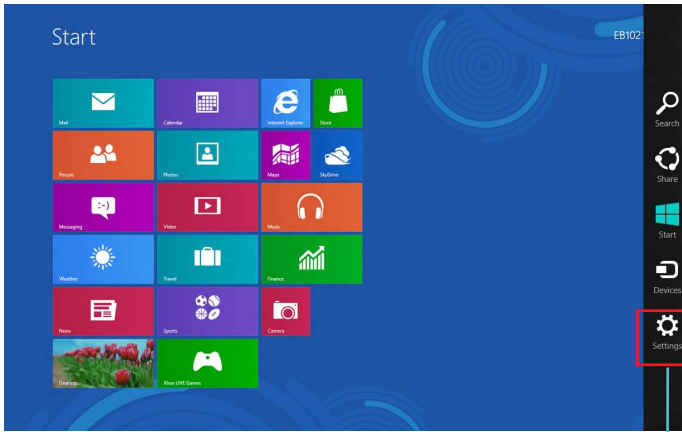 Start
EB1021
Mail
Calendar
Internet Explorer
Store
People
Photos
Maps
SkyDrive
Messaging
:-)
Video
Music
Weather
Travel
Finance
News
Sports
Camera
Desktop
Xbox LIVE Games
Search
Share
Start
Devices
Settings